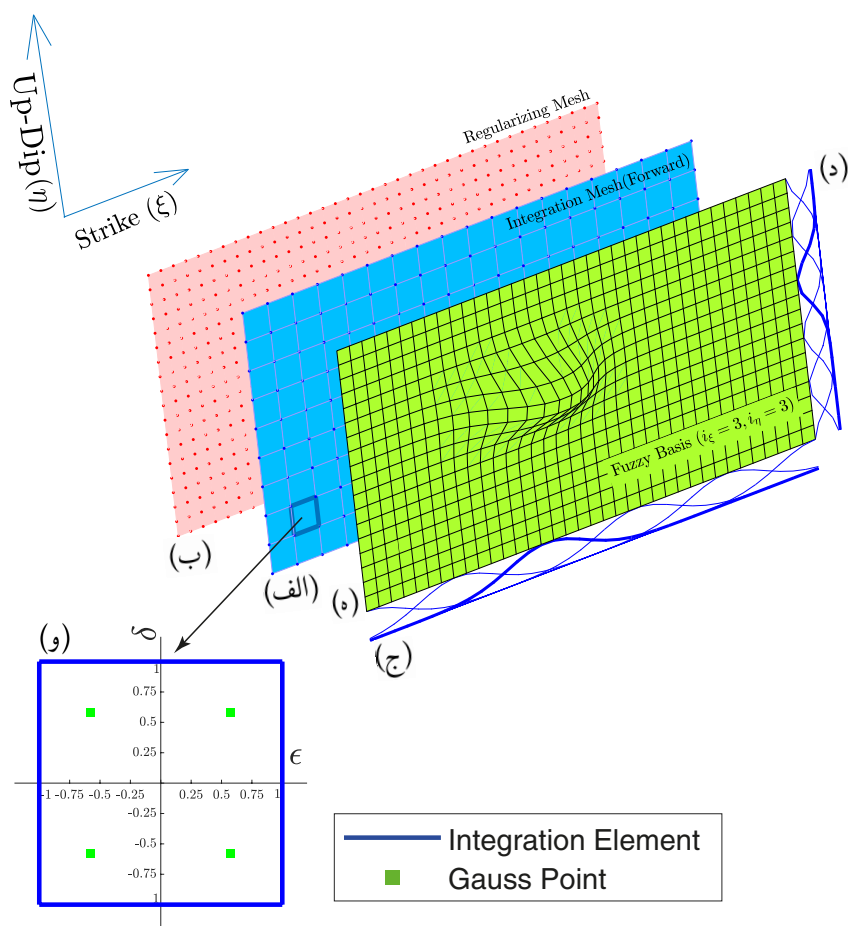 Up-Dip(η)
Strike (ξ)
Regularizing Mesh
Integration Mesh(Forward)
Fuzzy Basis (i_ξ = 3, i_η = 3)
(د)
(ب)
(الف)
(ه)
(ج)
(و)
δ
1
0.75
0.5
0.25
ϵ
-1 -0.75 -0.5 -0.25 0.25 0.5 0.75 1
-0.25
-0.5
-0.75
1
Integration Element
Gauss Point